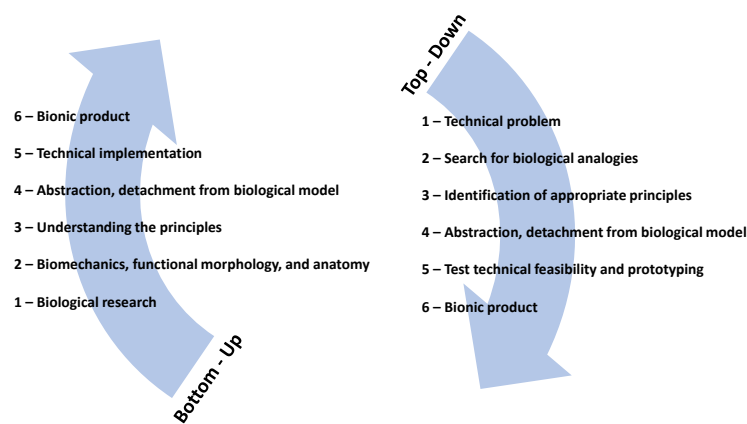 6 – Bionic product
5 – Technical implementation
4 – Abstraction, detachment from biological model
3 – Understanding the principles
2 – Biomechanics, functional morphology, and anatomy
1 – Biological research
Bottom - Up
Top - Down
1 – Technical problem
2 – Search for biological analogies
3 – Identification of appropriate principles
4 – Abstraction, detachment from biological model
5 – Test technical feasibility and prototyping
6 – Bionic product